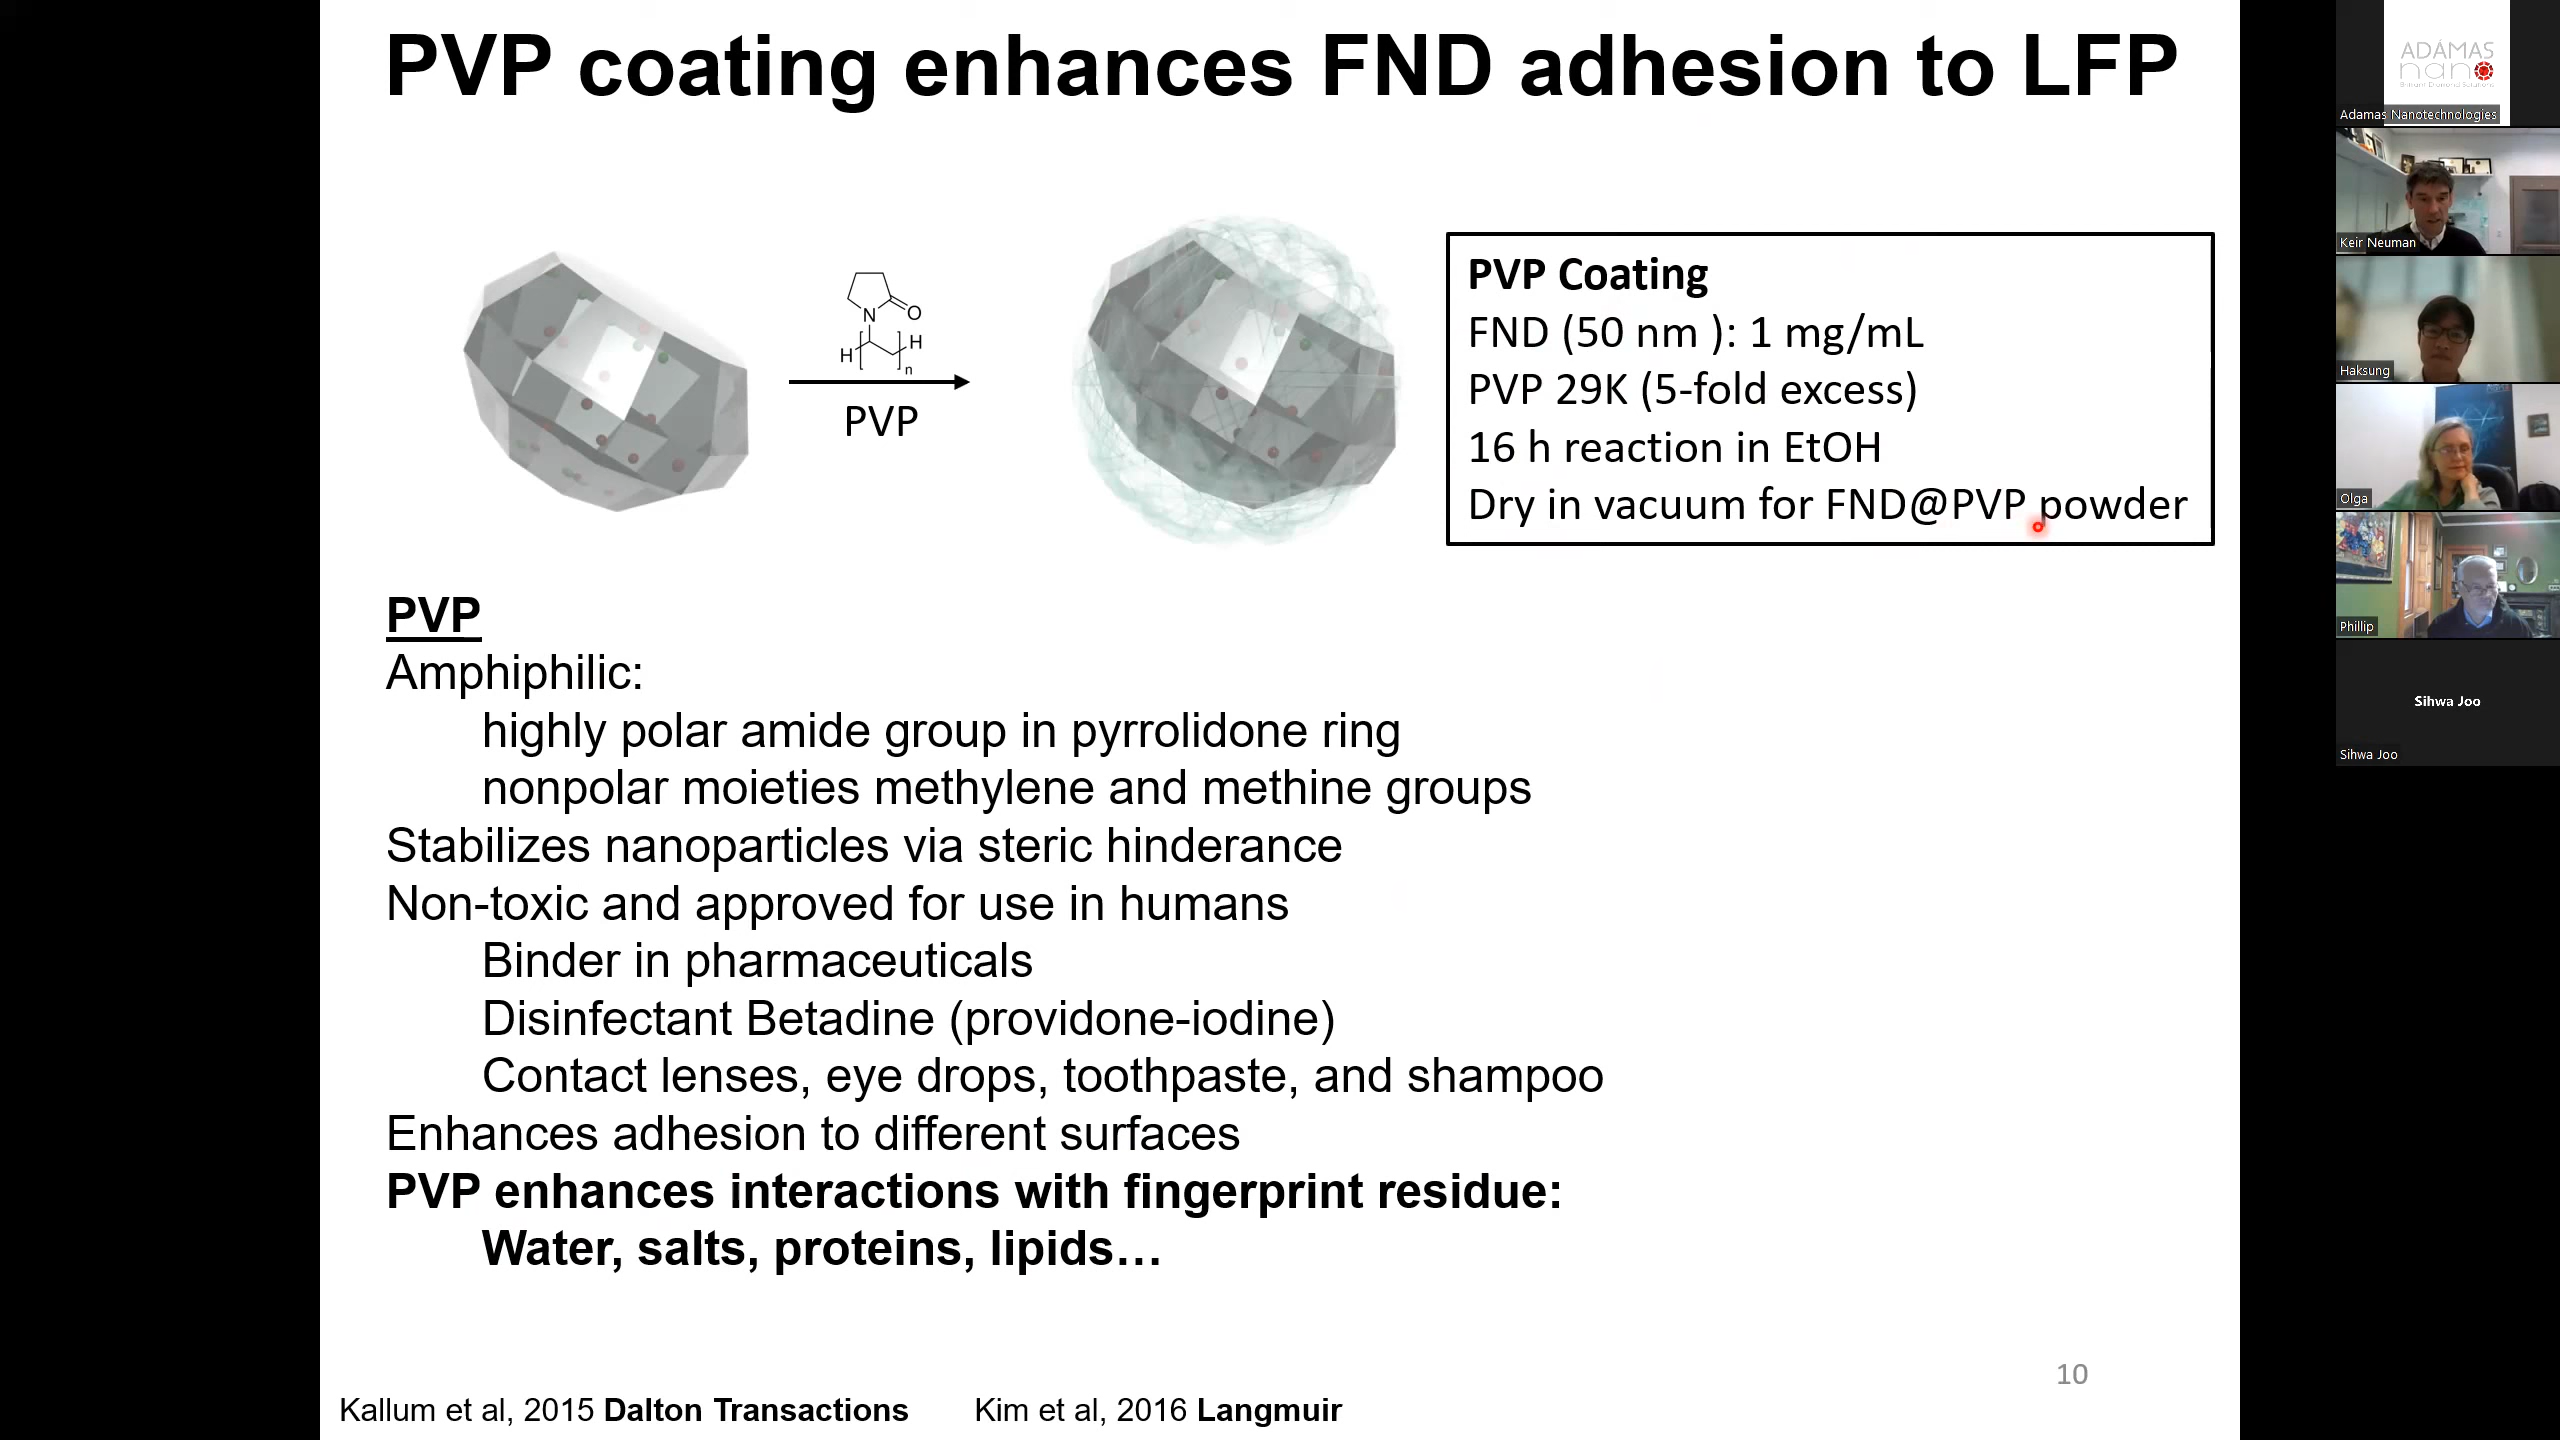 PVP coating enhances FND adhesion to LFP
N
O
H
H
n
PVP
PVP Coating
FND (50 nm ): 1 mg/mL
PVP 29K (5-fold excess)
16 h reaction in EtOH
Dry in vacuum for FND@PVP powder
PVP
Amphiphilic:
highly polar amide group in pyrrolidone ring
nonpolar moieties methylene and methine groups
Stabilizes nanoparticles via steric hinderance
Non-toxic and approved for use in humans
Binder in pharmaceuticals
Disinfectant Betadine (providone-iodine)
Contact lenses, eye drops, toothpaste, and shampoo
Enhances adhesion to different surfaces
PVP enhances interactions with fingerprint residue:
Water, salts, proteins, lipids…
10
Kallum et al, 2015 Dalton Transactions
Kim et al, 2016 Langmuir
ADÁMAS
nano
Adamas Nanotechnologies
Keir Neuman
Haksung
Olga
Phillip
Sihwa Joo
Sihwa Joo